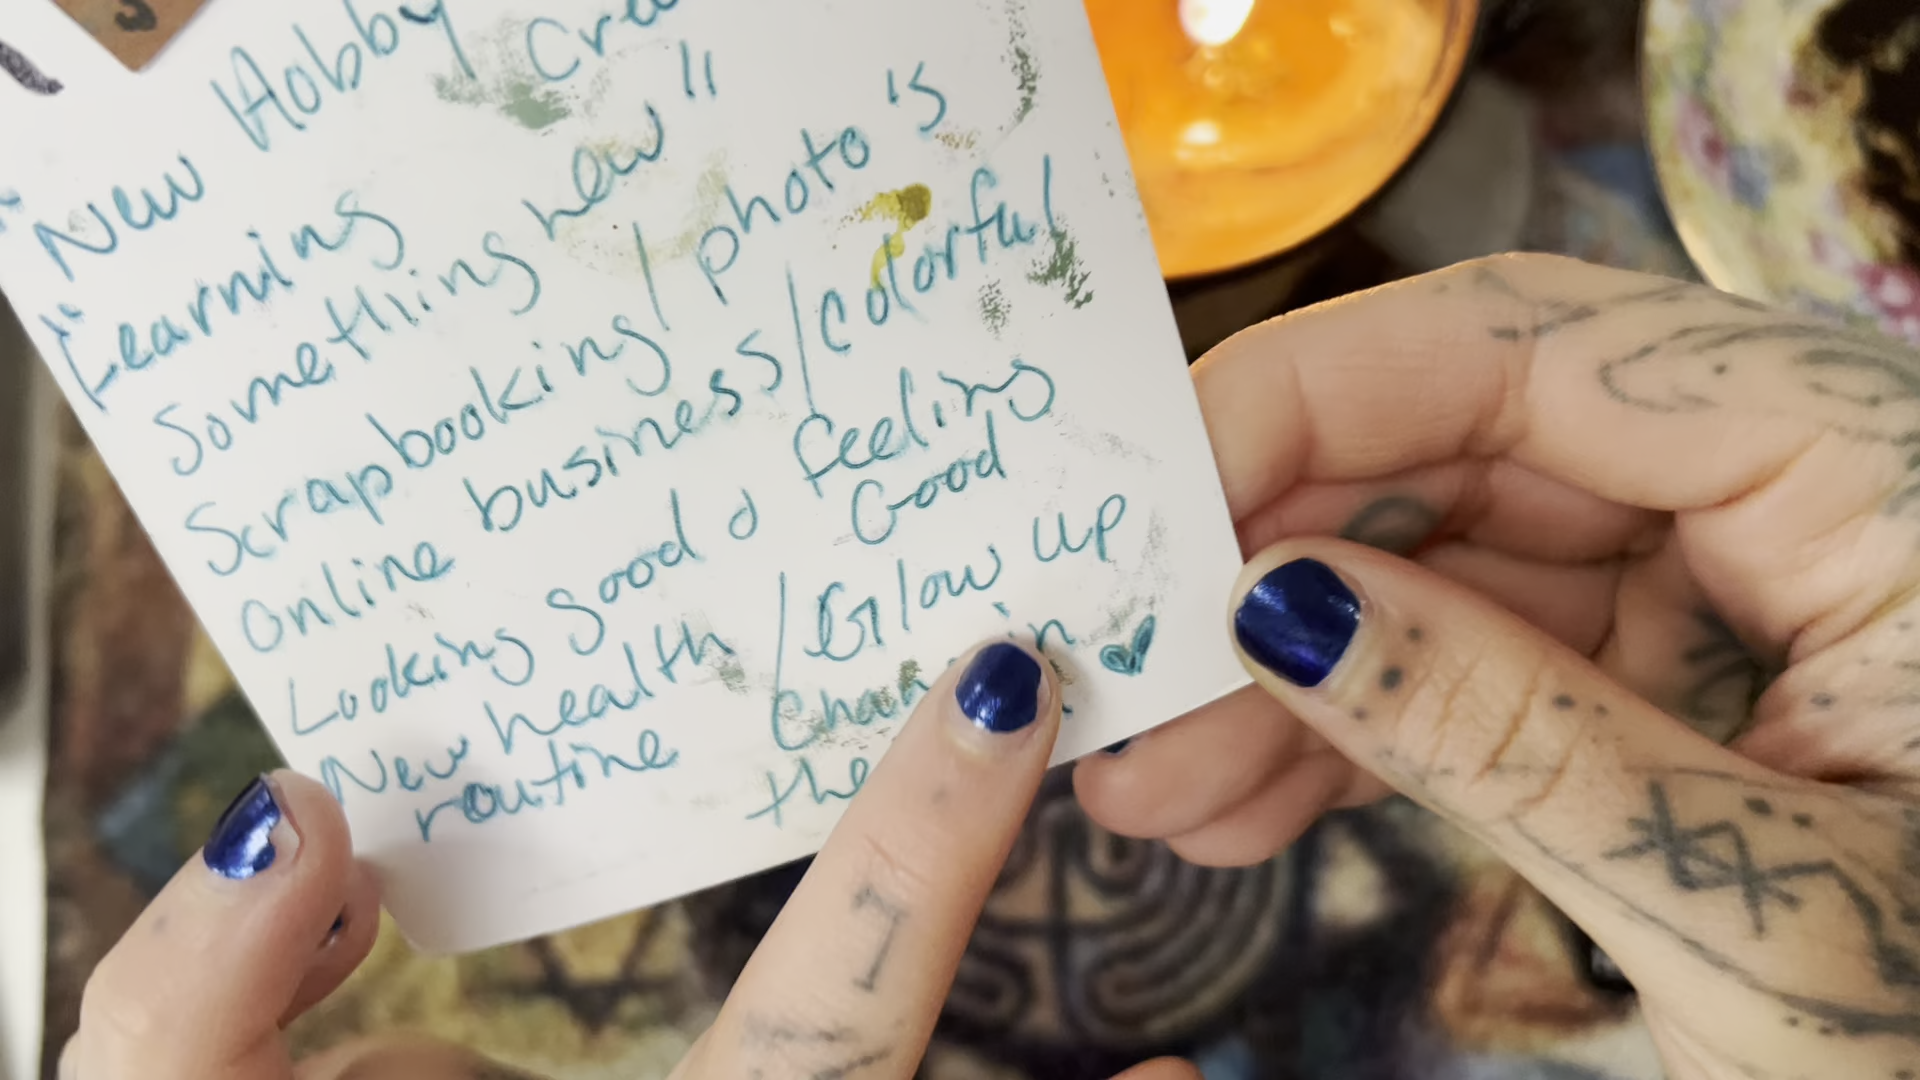 "New Hobby
"Learning
Something new"
Scrapbooking / photo's
Online business / colorful
Looking good & feeling
Good
New health / Glow up
routine
the